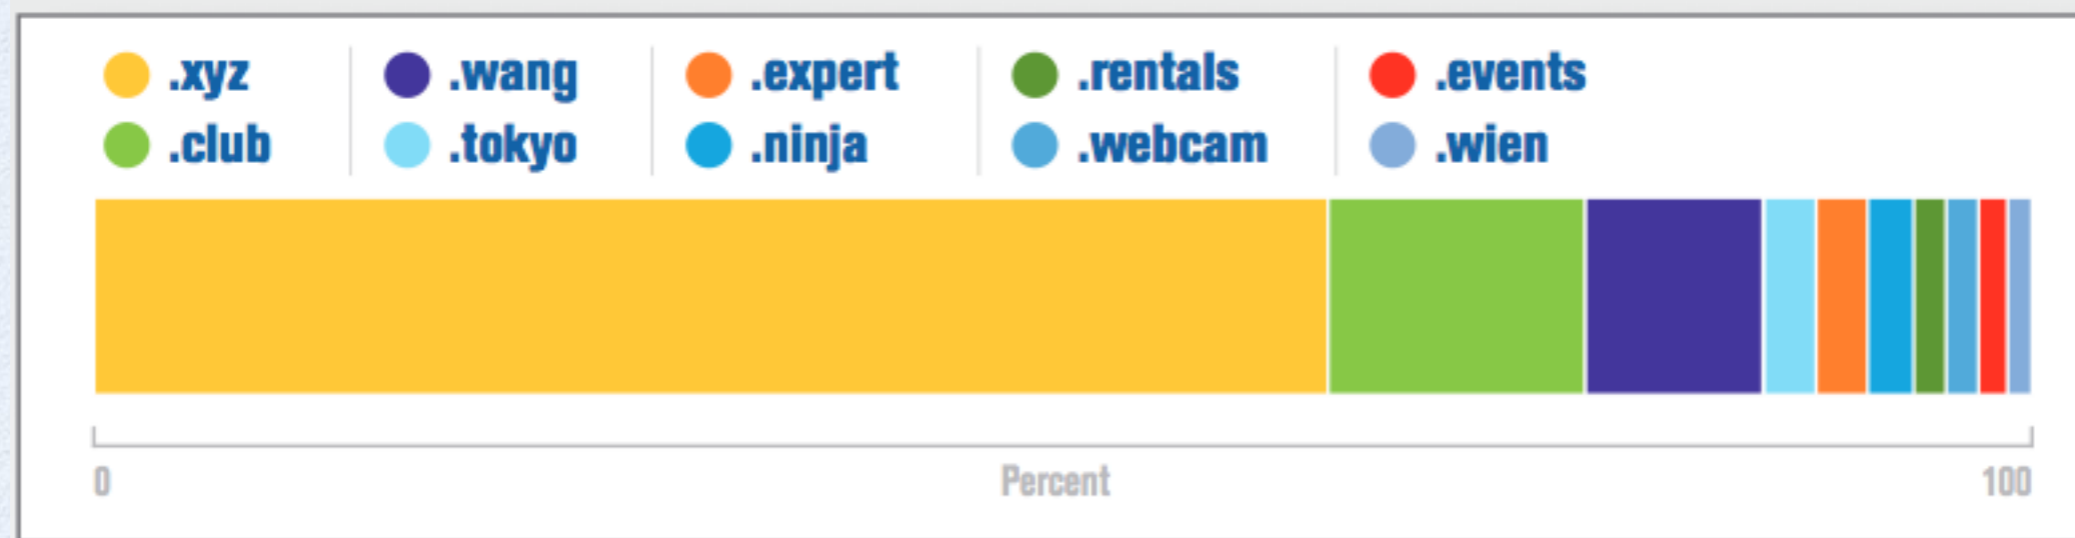 .xyz .wang .expert .rentals .events
.club .tokyo .ninja .webcam .wien
0 Percent 100